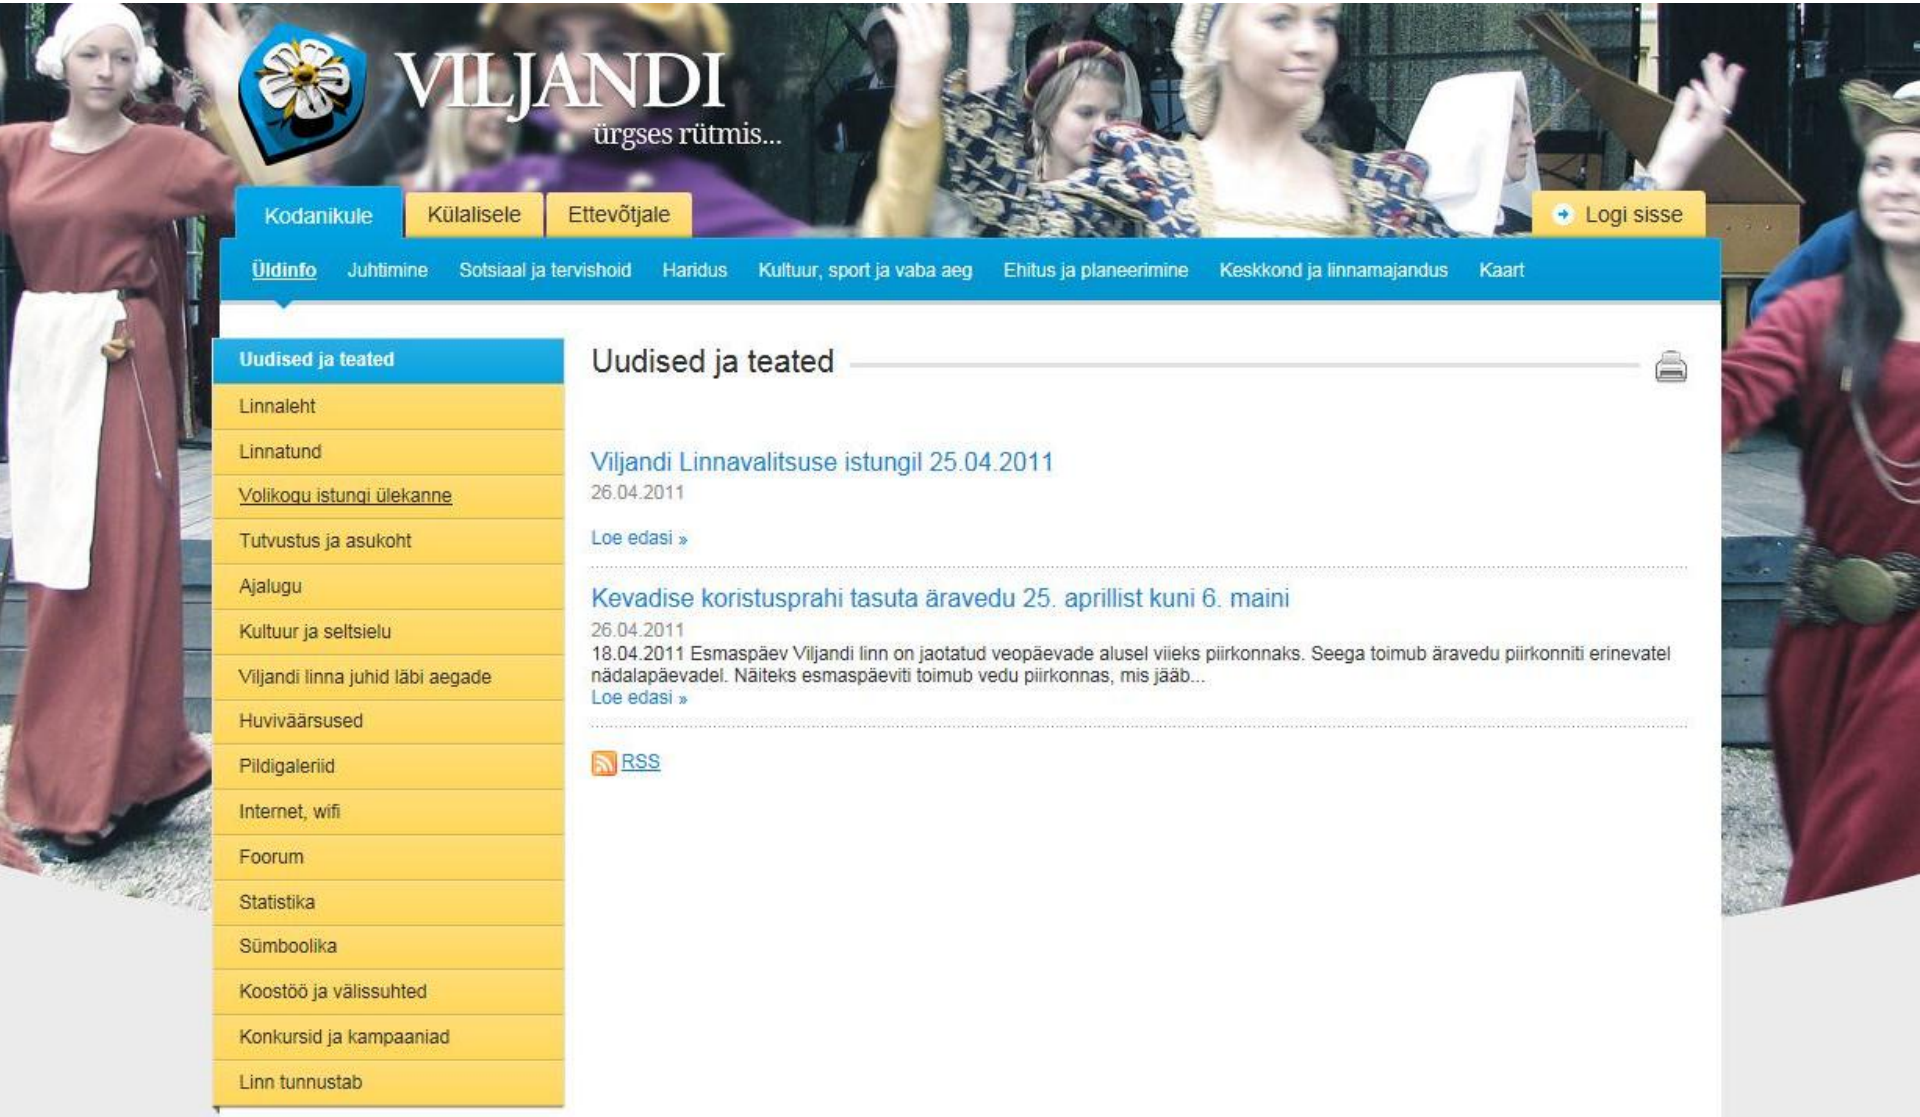 VILJANDI
ürgses rütmis...
Kodanikule
Külalisele
Ettevõtjale
Logi sisse
Üldinfo
Juhtimine
Sotsiaal ja tervishoid
Haridus
Kultuur, sport ja vaba aeg
Ehitus ja planeerimine
Keskkond ja linnamajandus
Kaart
Uudised ja teated
Linnaleht
Linnatund
Volikogu istungi ülekanne
Tutvustus ja asukoht
Ajalugu
Kultuur ja seltsielu
Viljandi linna juhid läbi aegade
Huviväärsused
Pildigaleriid
Internet, wifi
Foorum
Statistika
Sümboolika
Koostöö ja välissuhted
Konkursid ja kampaaniad
Linn tunnustab
Uudised ja teated
Viljandi Linnavalitsuse istungil 25.04.2011
26.04.2011
Loe edasi »
Kevadise koristusprahi tasuta äravedu 25. aprillist kuni 6. maini
26.04.2011
18.04.2011 Esmaspäev Viljandi linn on jaotatud veopäevade alusel viieks piirkonnaks. Seega toimub äravedu piirkonniti erinevatel
nädalapäevadel. Näiteks esmaspäeviti toimub vedu piirkonnas, mis jääb...
Loe edasi »
RSS